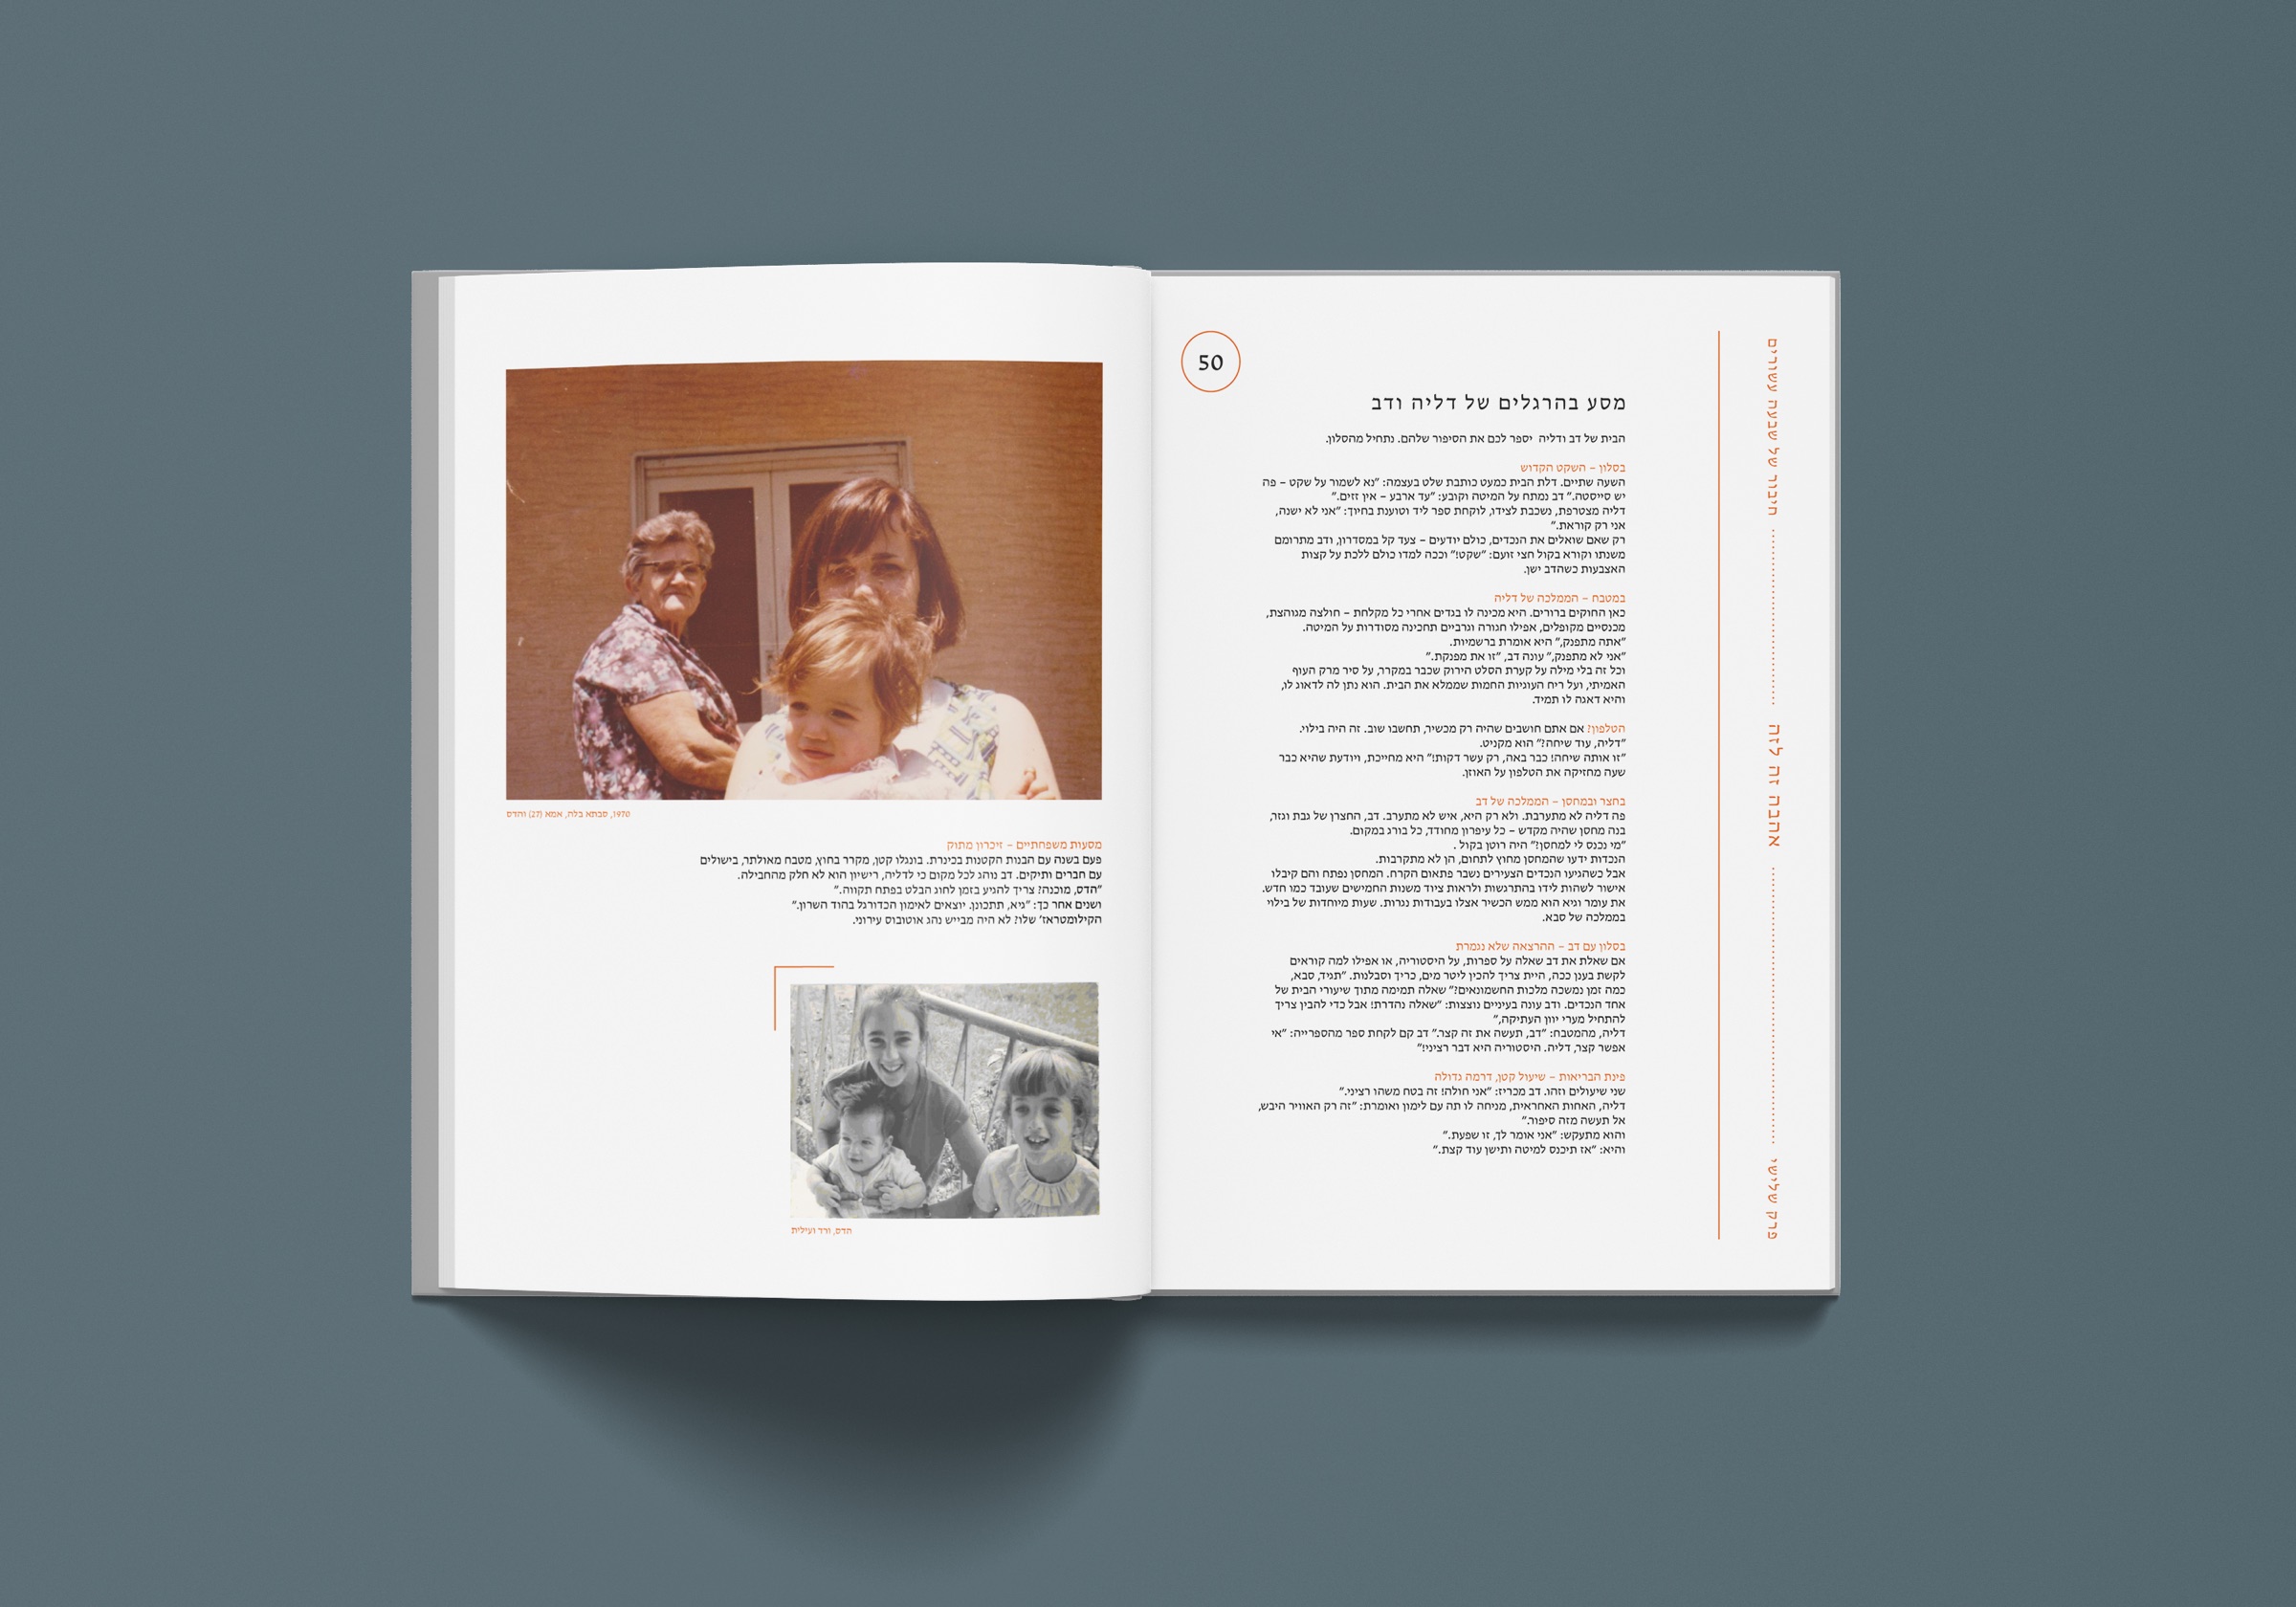 50
מסע בהרגלים של דליה ודב
הבית של דב ודליה יספר לכם את הסיפור שלהם. נתחיל מהסלון.
בסלון – השקט הקדוש
השעה שתיים. דלת הבית כמעט כותבת שלט בעצמה: "נא לשמור על שקט – פה
יש סייסטה." דב נמתח על המיטה וקובע: "עד ארבע – אין זזים."
דליה מצטרפת, נשכבת לצידו, לוקחת ספר ליד וטוענת בחיוך: "אני לא ישנה,
אני רק קוראת."
רק שאם שואלים את הנכדים, כולם יודעים – צעד קל במסדרון, ודב מתרומם
משנתו וקורא בקול חצי זועם: "שקט!" וככה למדו כולם ללכת על קצות
האצבעות כשהדב ישן.
במטבח – הממלכה של דליה
כאן החוקים ברורים. היא מכינה לו בגדים אחרי כל מקלחת – חולצה מגוהצת,
מכנסיים מקופלים, אפילו חגורה וגרביים תחכינה מסודרות על המיטה.
"אתה מתפנק," היא אומרת ברשמיות.
"אני לא מתפנק," עונה דב, "זו את מפנקת."
וכל זה בלי מילה על קערת הסלט הירוק שכבר במקרר, על סיר מרק העוף
האמיתי, ועל ריח העוגיות החמות שממלא את הבית. הוא נתן לה לדאוג לו,
והיא דאגה לו תמיד.
הטלפון? אם אתם חושבים שהיה רק מכשיר, תחשבו שוב. זה היה בילוי.
"דליה, עוד שיחה?" הוא מקניט.
"זו אותה שיחה! כבר באה, רק עשר דקות!" היא מחייכת, ויודעת שהיא כבר
שעה מחזיקה את הטלפון על האוזן.
בחצר ובמחסן – הממלכה של דב
פה דליה לא מתערבת. ולא רק היא, איש לא מתערב. דב, החצרן של גבת וגזר,
בנה מחסן שהיה מקדש – כל עיפרון מחודד, כל בורג במקום.
"מי נכנס לי למחסן?" היה רוטן בקול .
הנכדות ידעו שהמחסן מחוץ לתחום, הן לא מתקרבות.
אבל כשהגיעו הנכדים הצעירים נשבר פתאום הקרח. המחסן נפתח והם קיבלו
אישור לשהות לידו בהתרגשות ולראות ציוד משנות החמישים שעובד כמו חדש.
את עומר וגיא הוא ממש הכשיר אצלו בעבודות נגרות. שעות מיוחדות של בילוי
בממלכה של סבא.
בסלון עם דב – ההרצאה שלא נגמרת
אם שאלת את דב שאלה על ספרות, על היסטוריה, או אפילו למה קוראים
לקשת בענן ככה, היית צריך להכין ליטר מים, כריך וסבלנות. "תגיד, סבא,
כמה זמן נמשכה מלכות החשמונאים?" שאלה תמימה מתוך שיעורי הבית של
אחד הנכדים. ודב עונה בעיניים נוצצות: "שאלה נהדרת! אבל כדי להבין צריך
להתחיל מערי יוון העתיקה,"
דליה, מהמטבח: "דב, תעשה את זה קצר." דב קם לקחת ספר מהספרייה: "אי
אפשר קצר, דליה. היסטוריה היא דבר רציני!"
פינת הבריאות – שיעול קטן, דרמה גדולה
שני שיעולים וזהו. דב מכריז: "אני חולה! זה בטח משהו רציני."
דליה, האחות האחראית, מניחה לו תה עם לימון ואומרת: "זה רק האוויר היבש,
אל תעשה מזה סיפור."
והוא מתעקש: "אני אומר לך, זו שפעת."
והיא: "אז תיכנס למיטה ותישן עוד קצת."
פרק שלישי
אהבה זה לזה
חיבור של שבעה עשורים
1970, סבתא בלה, אמא (27) והדס
מסעות משפחתיים – זיכרון מתוק
פעם בשנה עם הבנות הקטנות בכינרת. בונגלו קטן, מקרר בחוץ, מטבח מאולתר, בישולים
עם חברים ותיקים. דב נוהג לכל מקום כי לדליה, רישיון הוא לא חלק מהחבילה.
"הדס, מוכנה? צריך להגיע בזמן לחוג הבלט בפתח תקווה."
ושנים אחר כך: "גיא, תתכונן. יוצאים לאימון הכדורגל בהוד השרון."
הקילומטראז' שלו? לא היה מבייש נהג אוטובוס עירוני.
הדס, ורד ועילית